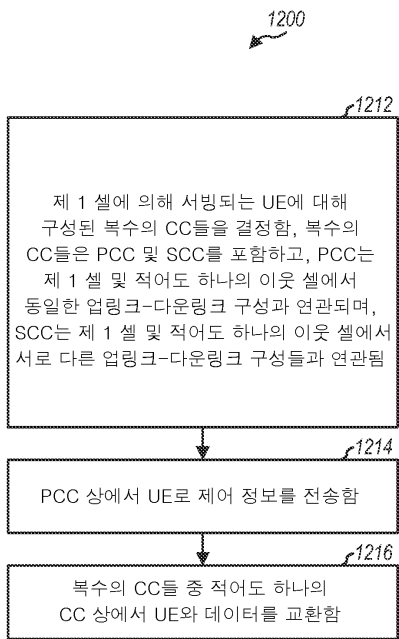 1200
1212
제 1 셀에 의해 서빙되는 UE에 대해
구성된 복수의 CC들을 결정함, 복수의
CC들은 PCC 및 SCC를 포함하고, PCC는
제 1 셀 및 적어도 하나의 이웃 셀에서
동일한 업링크-다운링크 구성과 연관되며,
SCC는 제 1 셀 및 적어도 하나의 이웃 셀에서
서로 다른 업링크-다운링크 구성들과 연관됨
1214
PCC 상에서 UE로 제어 정보를 전송함
1216
복수의 CC들 중 적어도 하나의
CC 상에서 UE와 데이터를 교환함